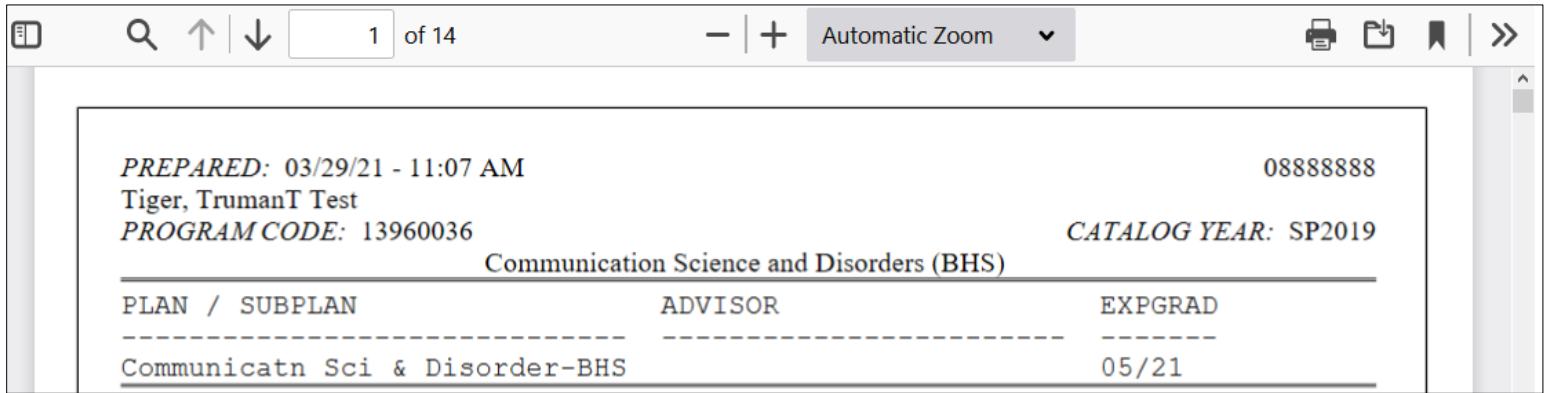 1 of 14 Automatic Zoom
PREPARED: 03/29/21 - 11:07 AM 08888888
Tiger, TrumanT Test
PROGRAM CODE: 13960036 CATALOG YEAR: SP2019
Communication Science and Disorders (BHS)
PLAN / SUBPLAN ADVISOR EXPGRAD
------------------------------ ------------------------ -------
Communicatn Sci & Disorder-BHS 05/21